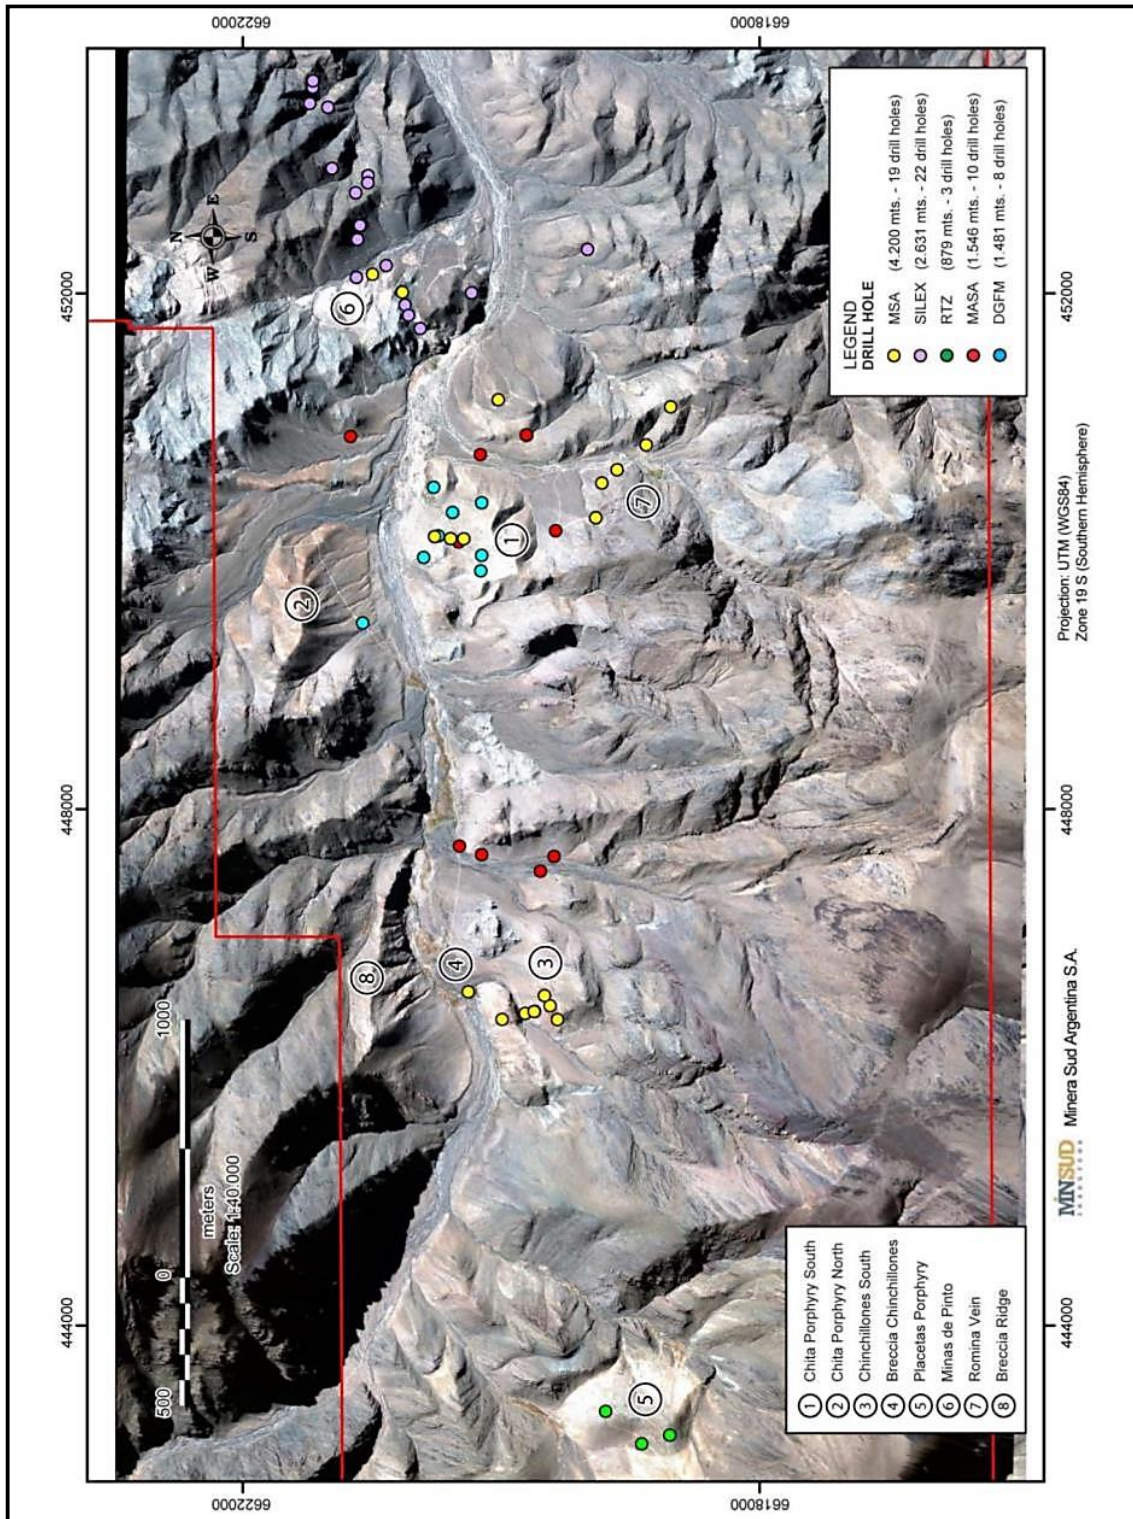 6622000
6618000
N
W
E
S
LEGEND
DRILL HOLE
MSA (4.200 mts. - 19 drill holes)
SILEX (2.631 mts. - 22 drill holes)
RTZ (879 mts. - 3 drill holes)
MASA (1.546 mts. - 10 drill holes)
DGFM (1.481 mts. - 8 drill holes)
452000
452000
448000
448000
444000
444000
6
2
1
7
8
4
3
5
500
0
1000
meters
Scale: 1:40.000
1 Chita Porphyry South
2 Chita Porphyry North
3 Chinchillones South
4 Breccia Chinchillones
5 Placetas Porphyry
6 Minas de Pinto
7 Romina Vein
8 Breccia Ridge
6622000
6618000
MINSUD
Minera Sud Argentina S.A.
Projection: UTM (WGS84)
Zone 19 S (Southern Hemisphere)